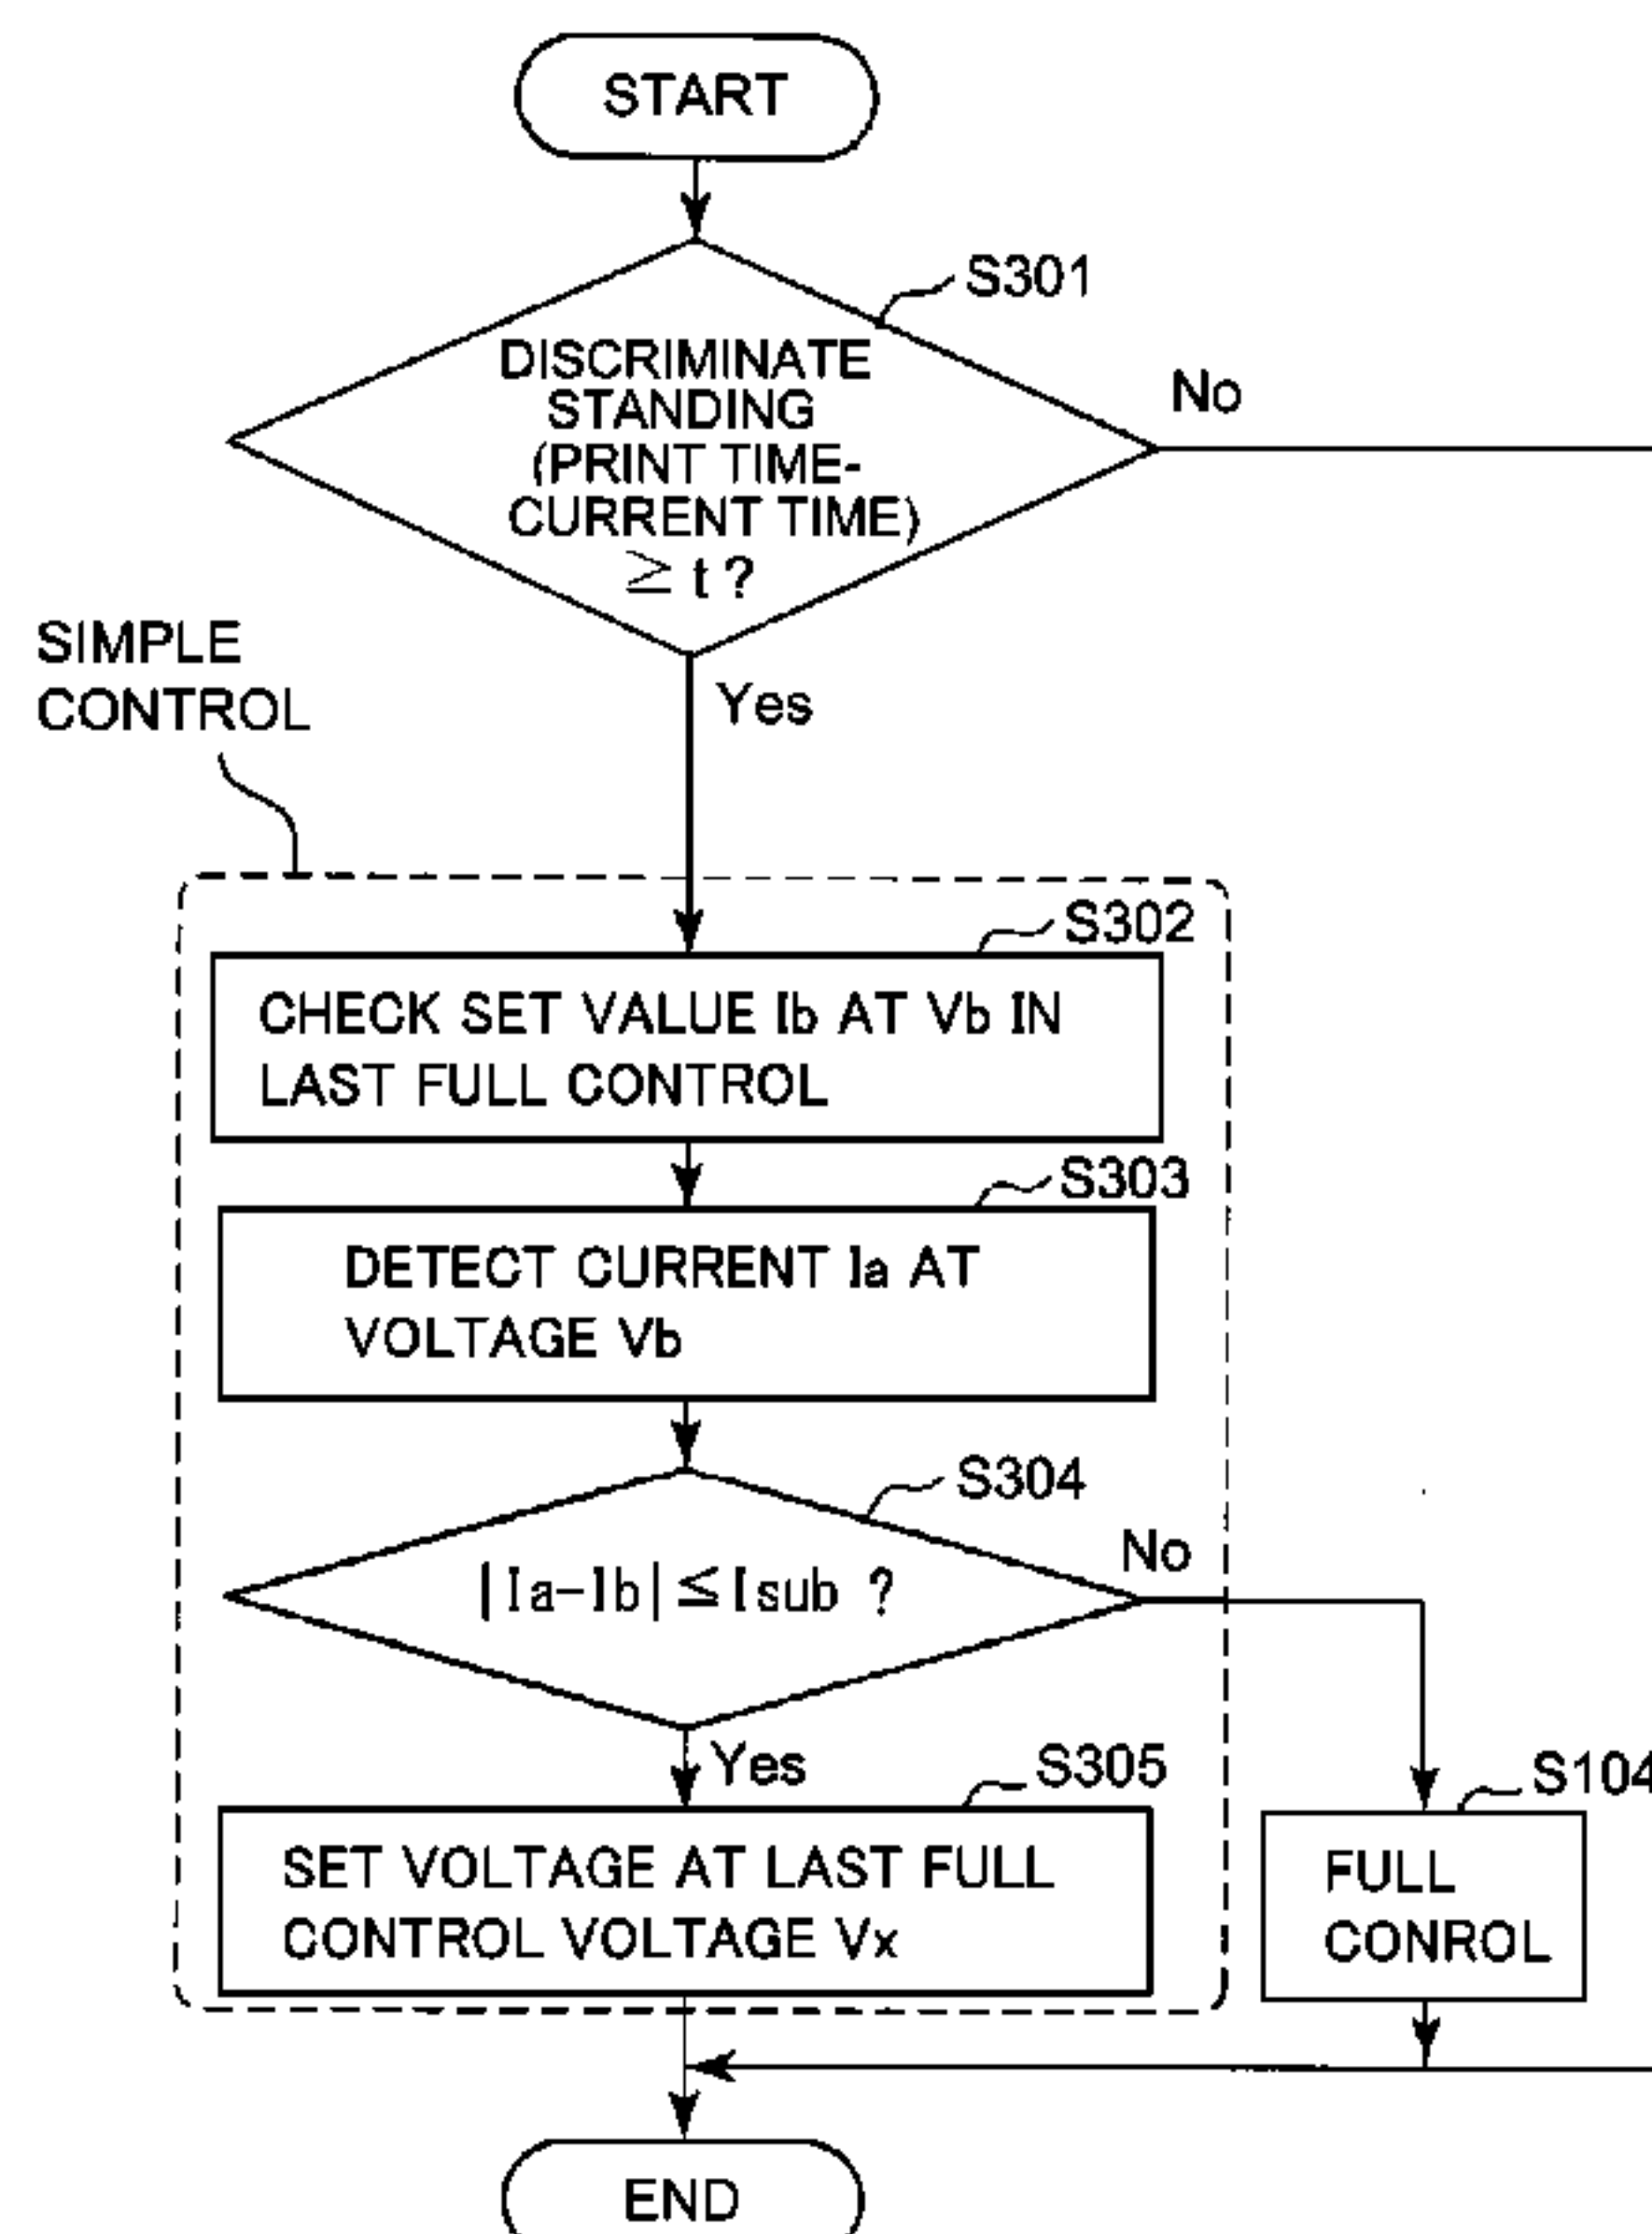 START
S301
DISCRIMINATE
STANDING
(PRINT TIME-
CURRENT TIME)
≧ t ?
No
SIMPLE
CONTROL
Yes
S302
CHECK SET VALUE Ib AT Vb IN
LAST FULL CONTROL
S303
DETECT CURRENT Ia AT
VOLTAGE Vb
S304
|Ia-Ib|≦Isub ?
No
Yes
S305
SET VOLTAGE AT LAST FULL
CONTROL VOLTAGE Vx
S104
FULL
CONROL
END